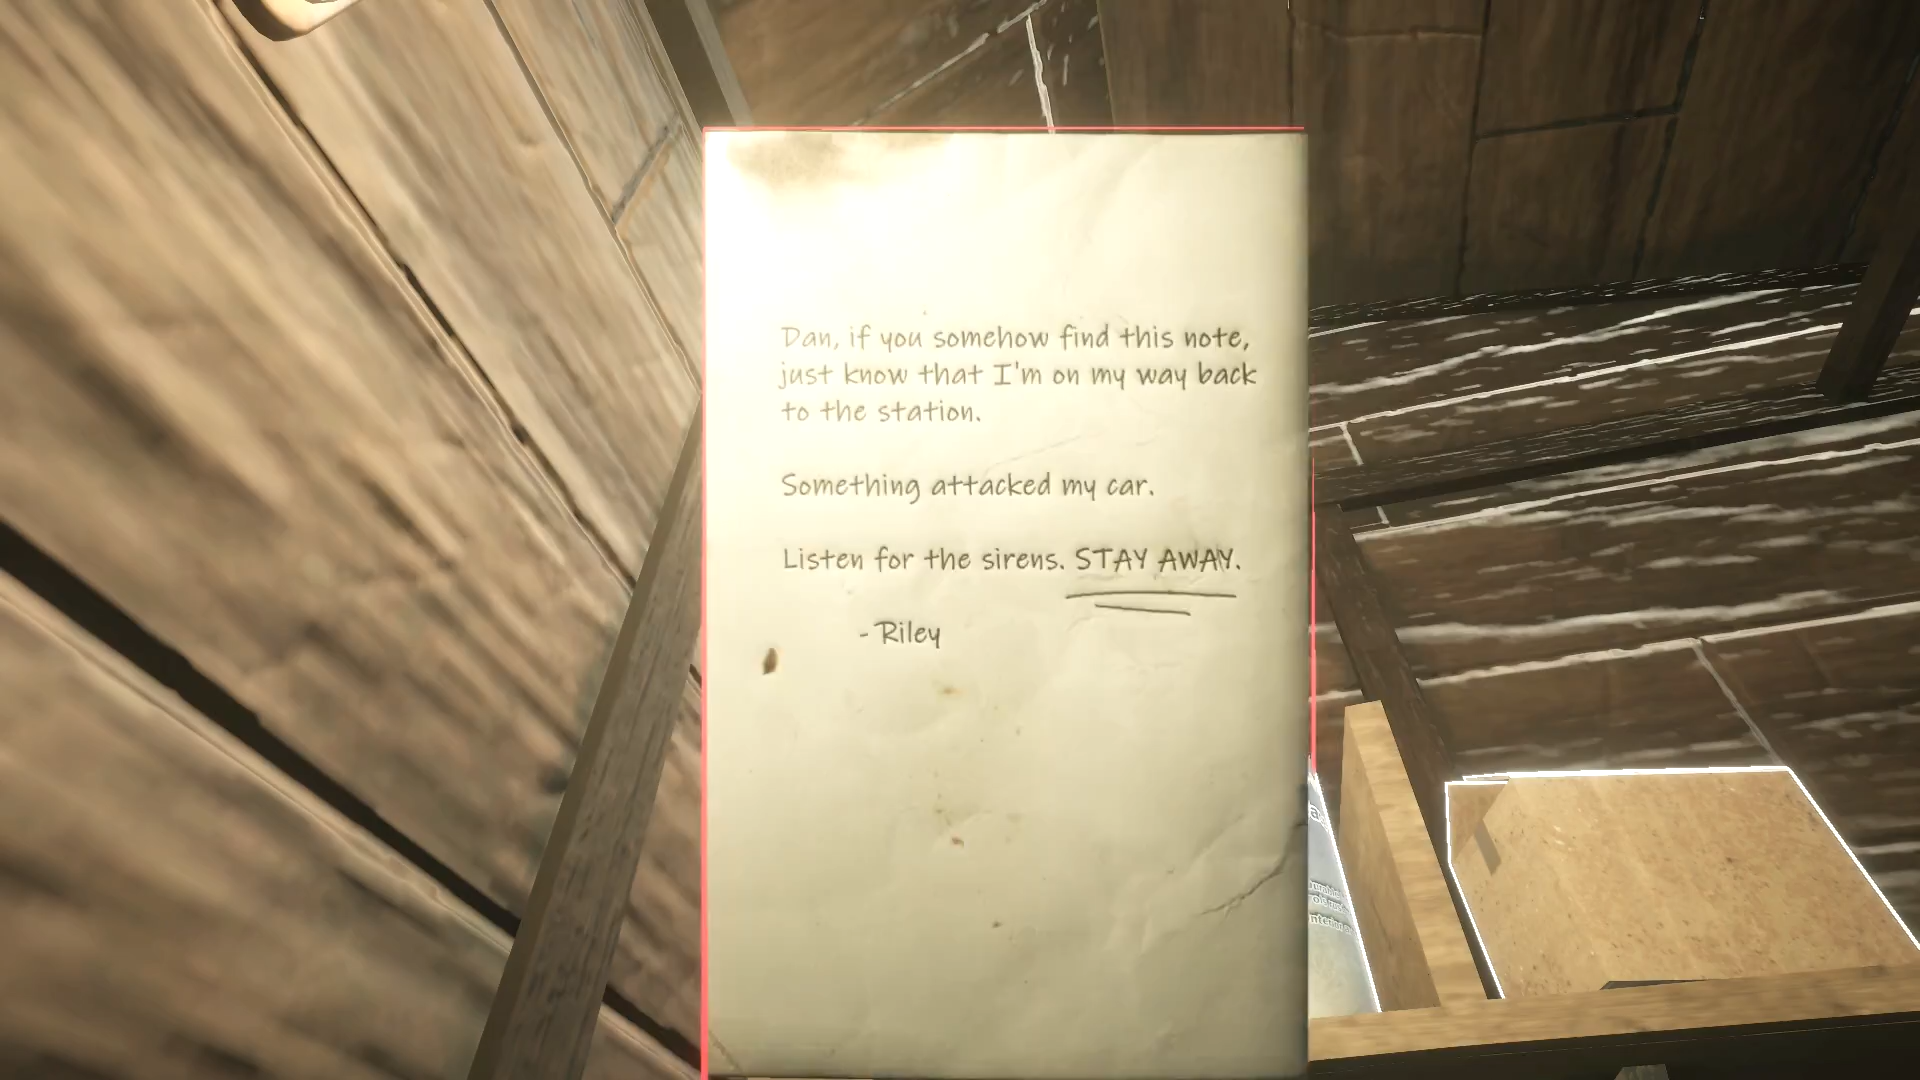 Dan, if you somehow find this note,
just know that I'm on my way back
to the station.
Something attacked my car.
Listen for the sirens. STAY AWAY.
- Riley